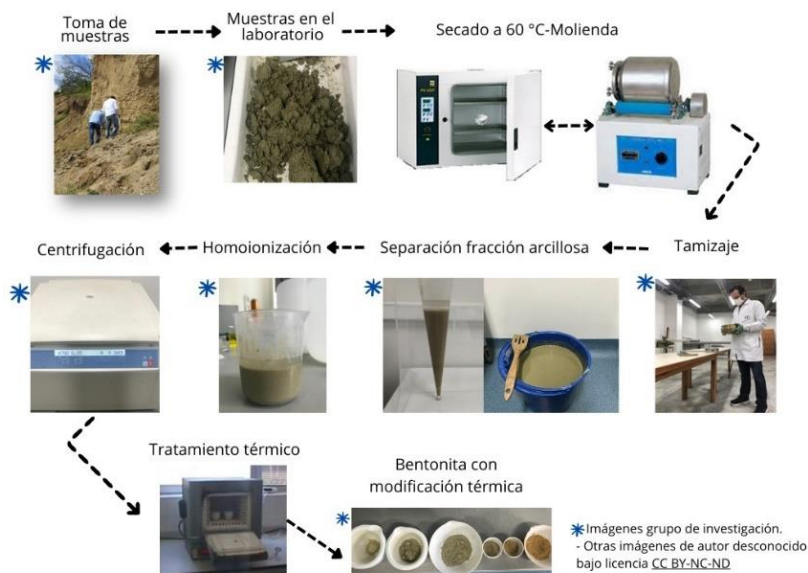 Toma de
muestras
Muestras en el
laboratorio
Secado a 60 °C-Molienda
Centrifugación
Homoionización
Separación fracción arcillosa
Tamizaje
Tratamiento térmico
Bentonita con
modificación térmica
Imágenes grupo de investigación.
- Otras imágenes de autor desconocido
bajo licencia CC BY-NC-ND